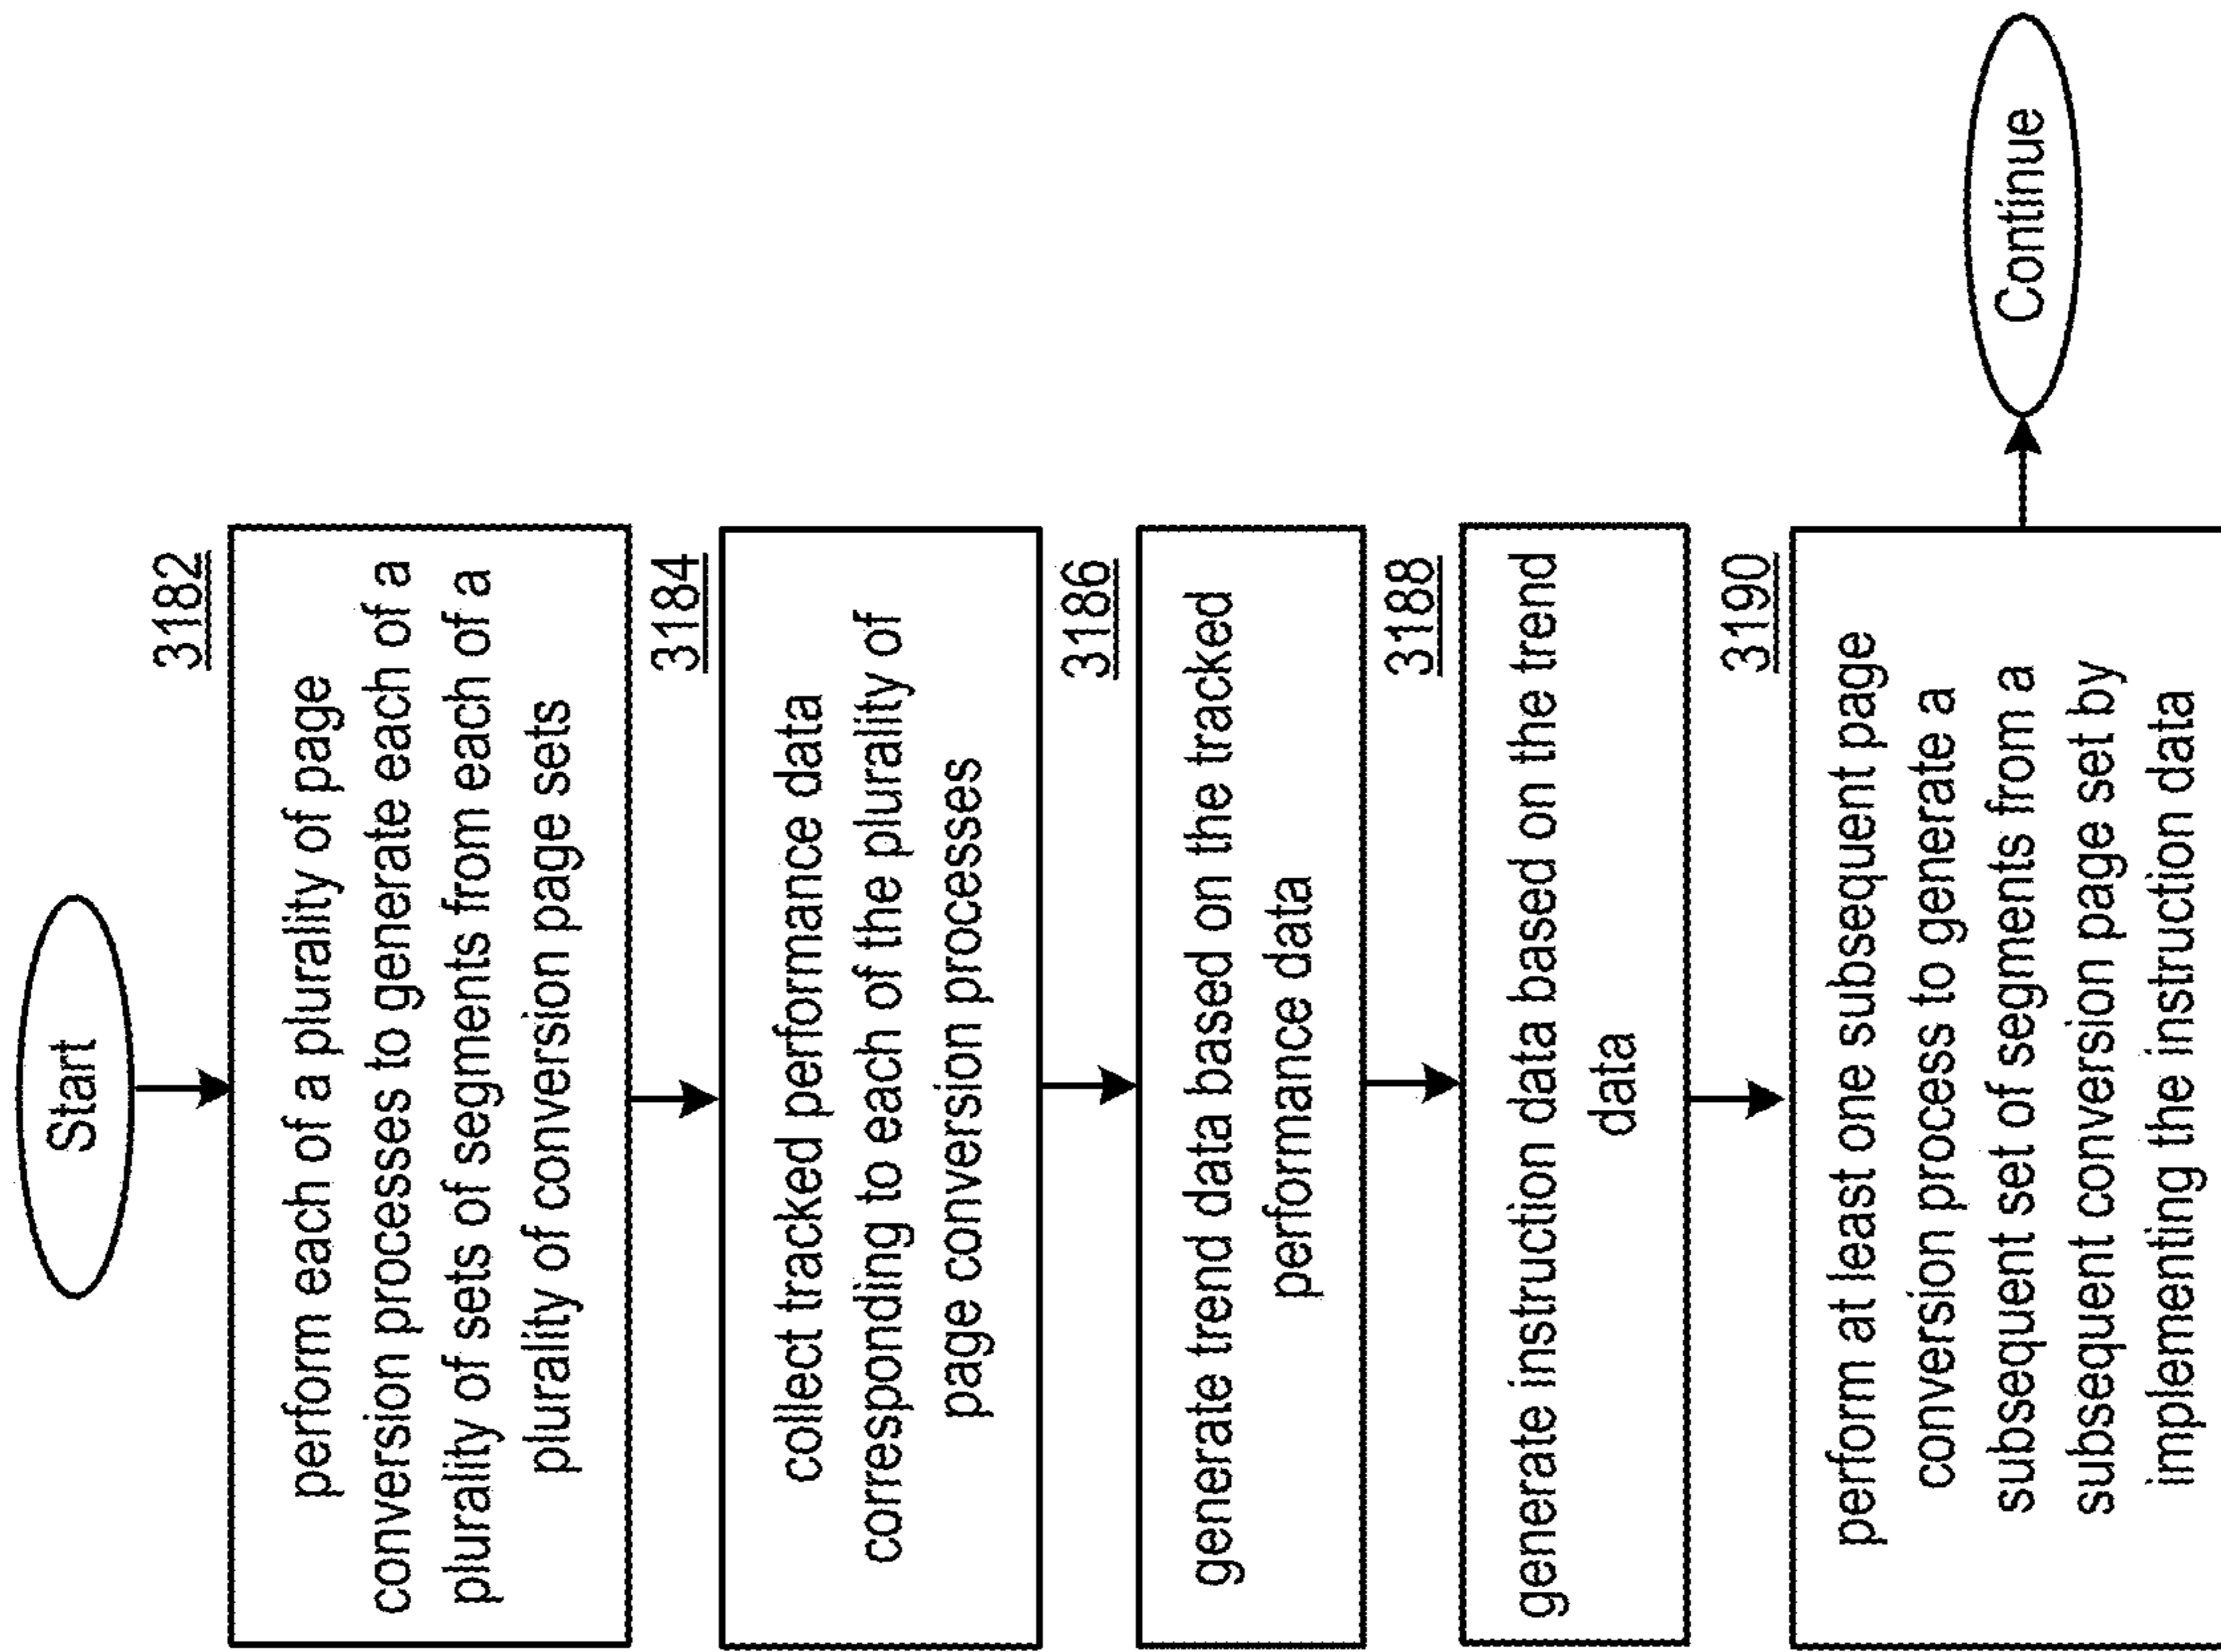 Start
3182
perform each of a plurality of page
conversion processes to generate each of a
plurality of sets of segments from each of a
plurality of conversion page sets
3184
collect tracked performance data
corresponding to each of the plurality of
page conversion processes
3186
generate trend data based on the tracked
performance data
3188
generate instruction data based on the trend
data
3190
perform at least one subsequent page
conversion process to generate a
subsequent set of segments from a
subsequent conversion page set by
implementing the instruction data
Continue